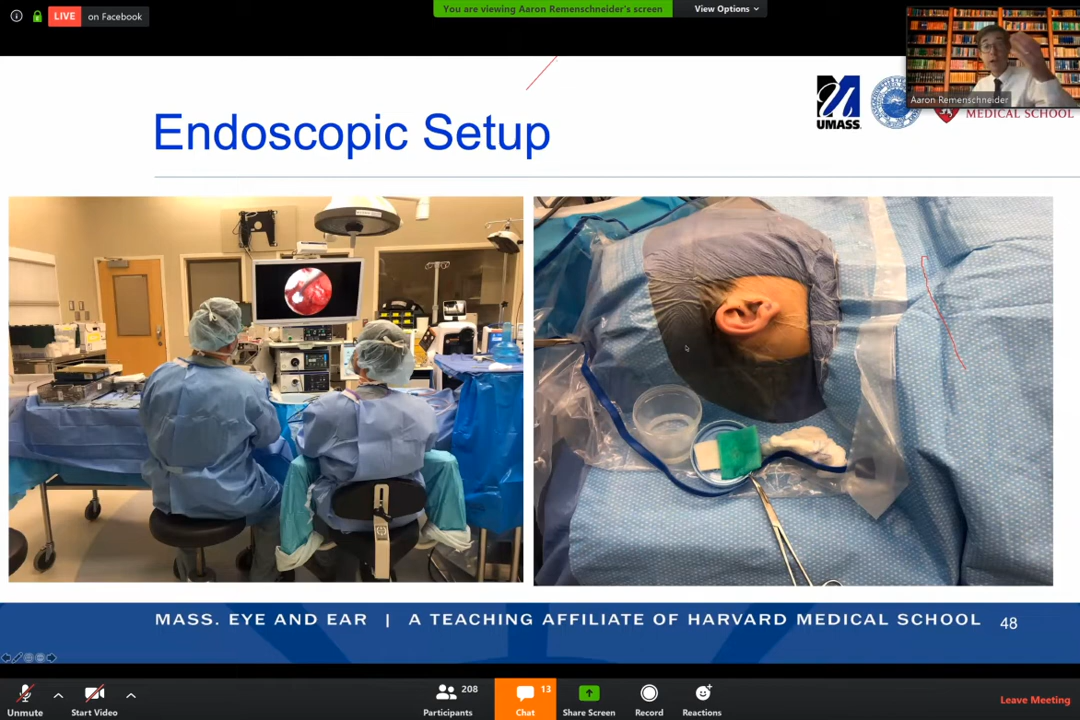 LIVE on Facebook
You are viewing Aaron Remenschneider's screen
View Options
Aaron Remenschneider
UMASS
MEDICAL SCHOOL
Endoscopic Setup
MASS. EYE AND EAR | A TEACHING AFFILIATE OF HARVARD MEDICAL SCHOOL
48
Unmute
Start Video
208
Participants
13
Chat
Share Screen
Record
Reactions
Leave Meeting